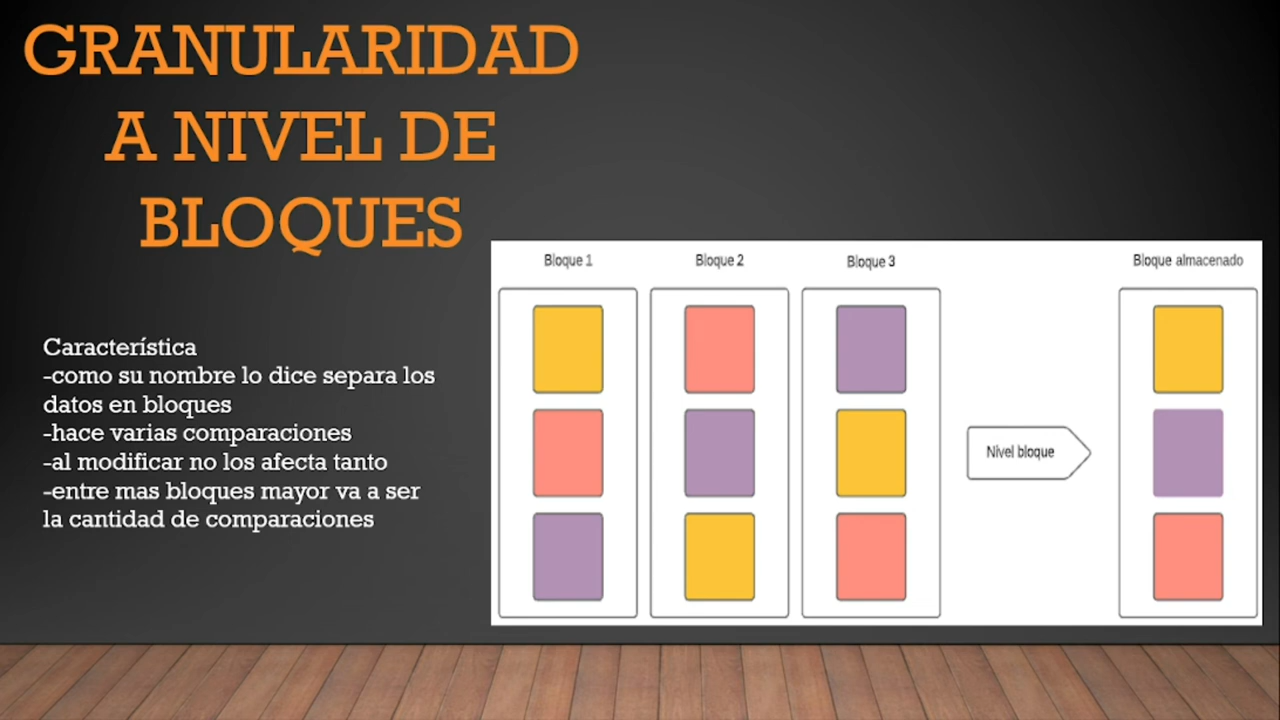 GRANULARIDAD
A NIVEL DE
BLOQUES
Característica
-como su nombre lo dice separa los
datos en bloques
-hace varias comparaciones
-al modificar no los afecta tanto
-entre mas bloques mayor va a ser
la cantidad de comparaciones
Bloque 1
Bloque 2
Bloque 3
Bloque almacenado
Nivel bloque